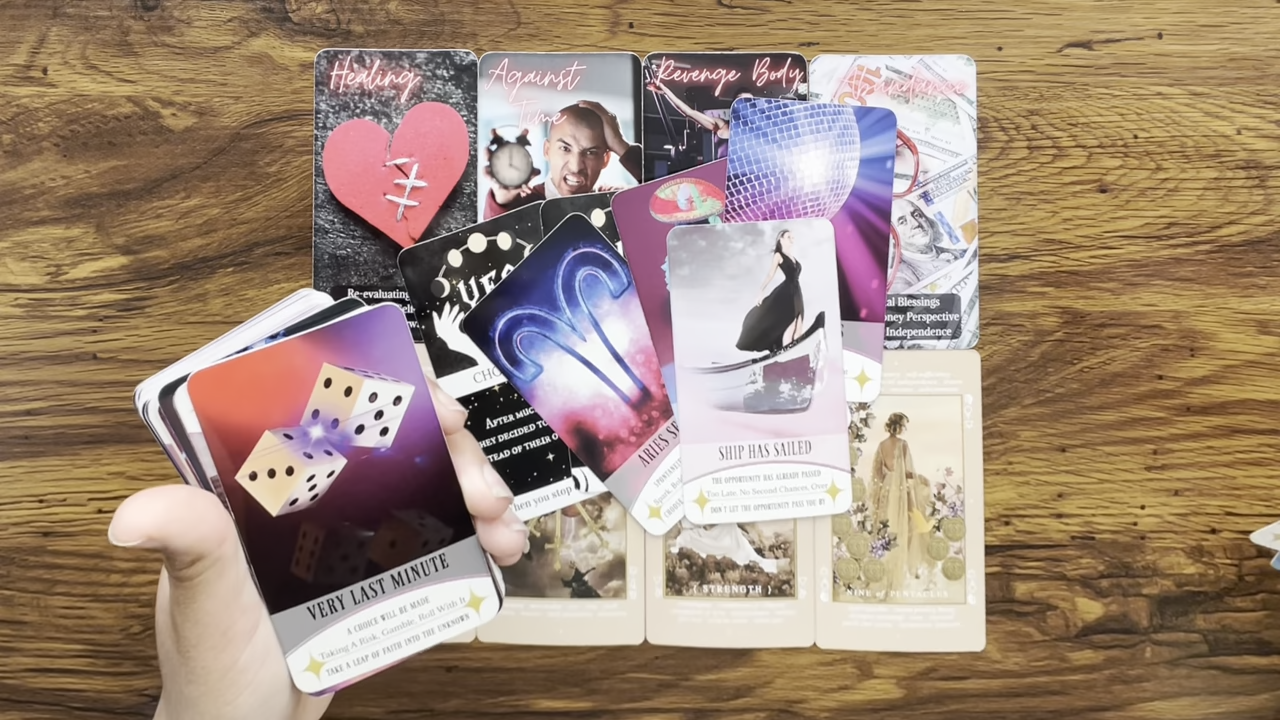 Healing
Against
Time
Revenge Body
Abundance
Re-evaluating
al Blessings
oney Perspective
Independence
YES
CHO
AFTER MUC
HEY DECIDED TO
STEAD OF THEIR O
hen you stop
ARIES SE
SHIP HAS SAILED
THE OPPORTUNITY HAS ALREADY PASSED
Too Late, No Second Chances, Over
DON'T LET THE OPPORTUNITY PASS YOU BY
VERY LAST MINUTE
A CHOICE WILL BE MADE
Taking A Risk, Gamble, Roll With It
TAKE A LEAP OF FAITH INTO THE UNKNOWN
{ STRENGTH }
NINE of PENTACLES